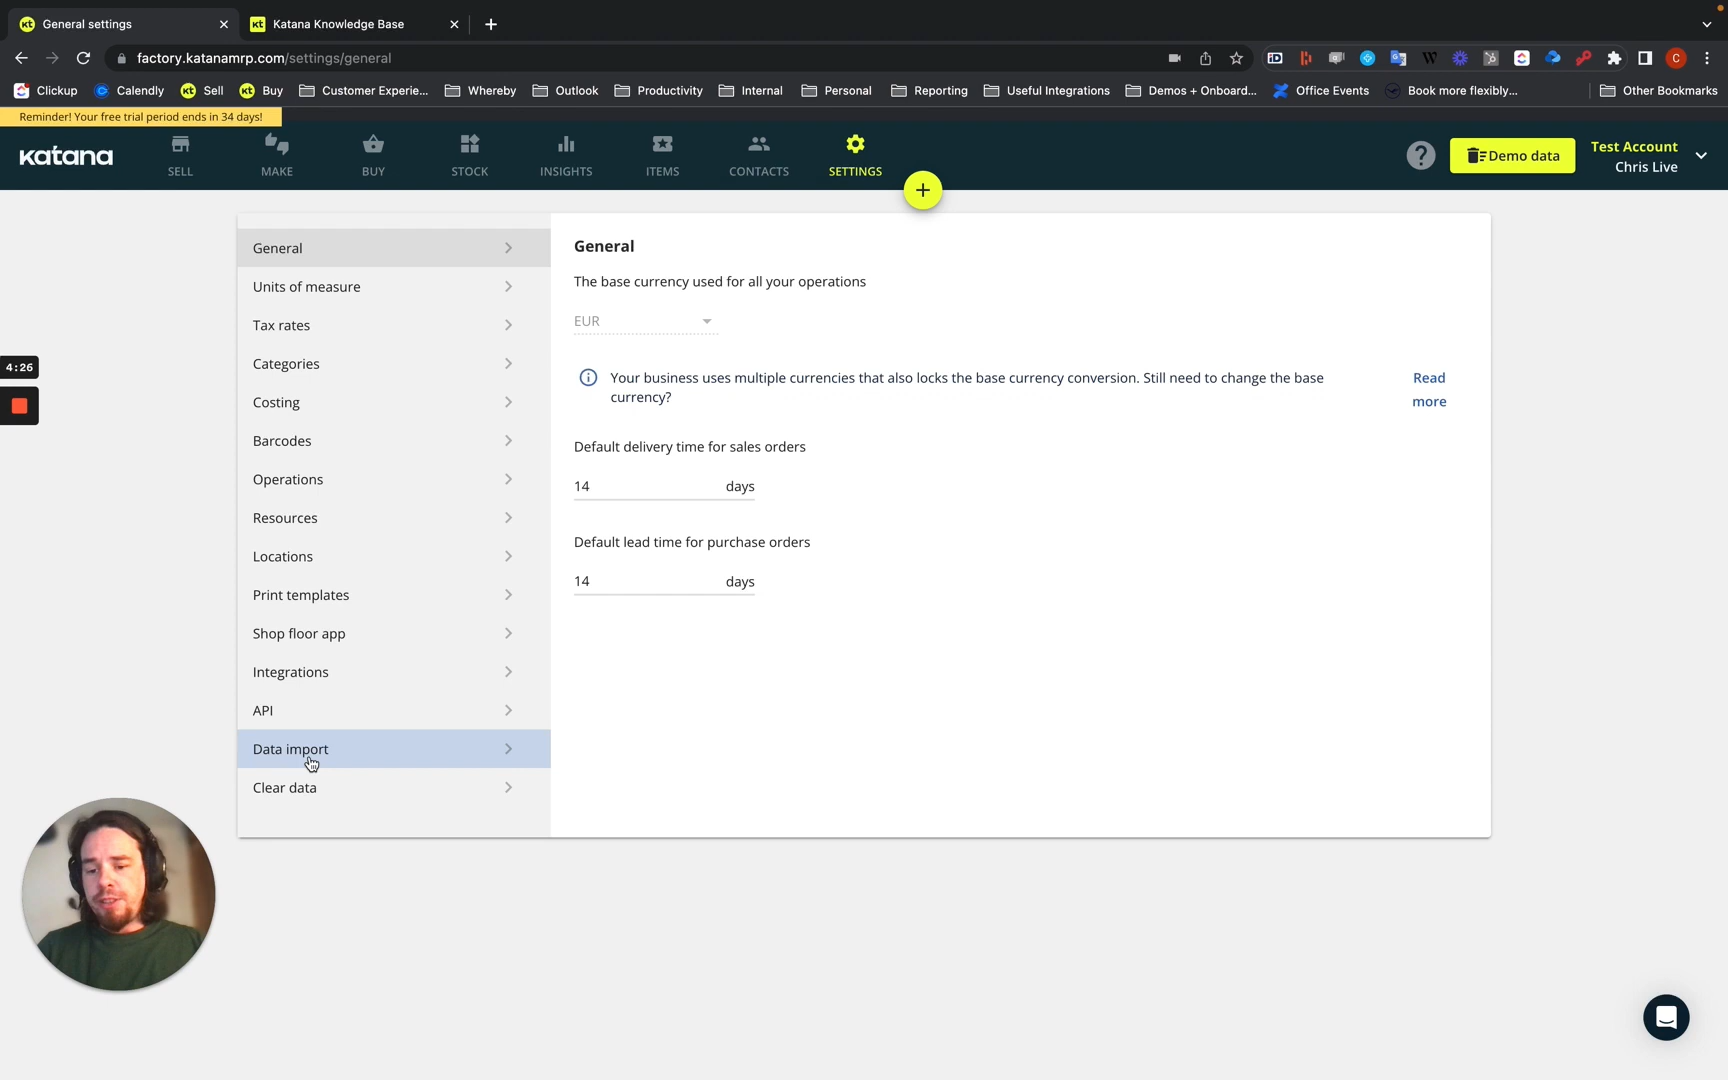 General settings
kt Katana Knowledge Base
factory.katanamrp.com/settings/general
Clickup
Calendly
kt Sell
kt Buy
Customer Experie...
Whereby
Outlook
Productivity
Internal
Personal
Reporting
Useful Integrations
Demos + Onboard...
Office Events
Book more flexibly...
Other Bookmarks
Reminder! Your free trial period ends in 34 days!
katana
SELL
MAKE
BUY
STOCK
INSIGHTS
ITEMS
CONTACTS
SETTINGS
Demo data
Test Account
Chris Live
General
Units of measure
Tax rates
Categories
Costing
Barcodes
Operations
Resources
Locations
Print templates
Shop floor app
Integrations
API
Data import
Clear data
General
The base currency used for all your operations
EUR
Your business uses multiple currencies that also locks the base currency conversion. Still need to change the base
currency?
Read
more
Default delivery time for sales orders
14 days
Default lead time for purchase orders
14 days
4:26